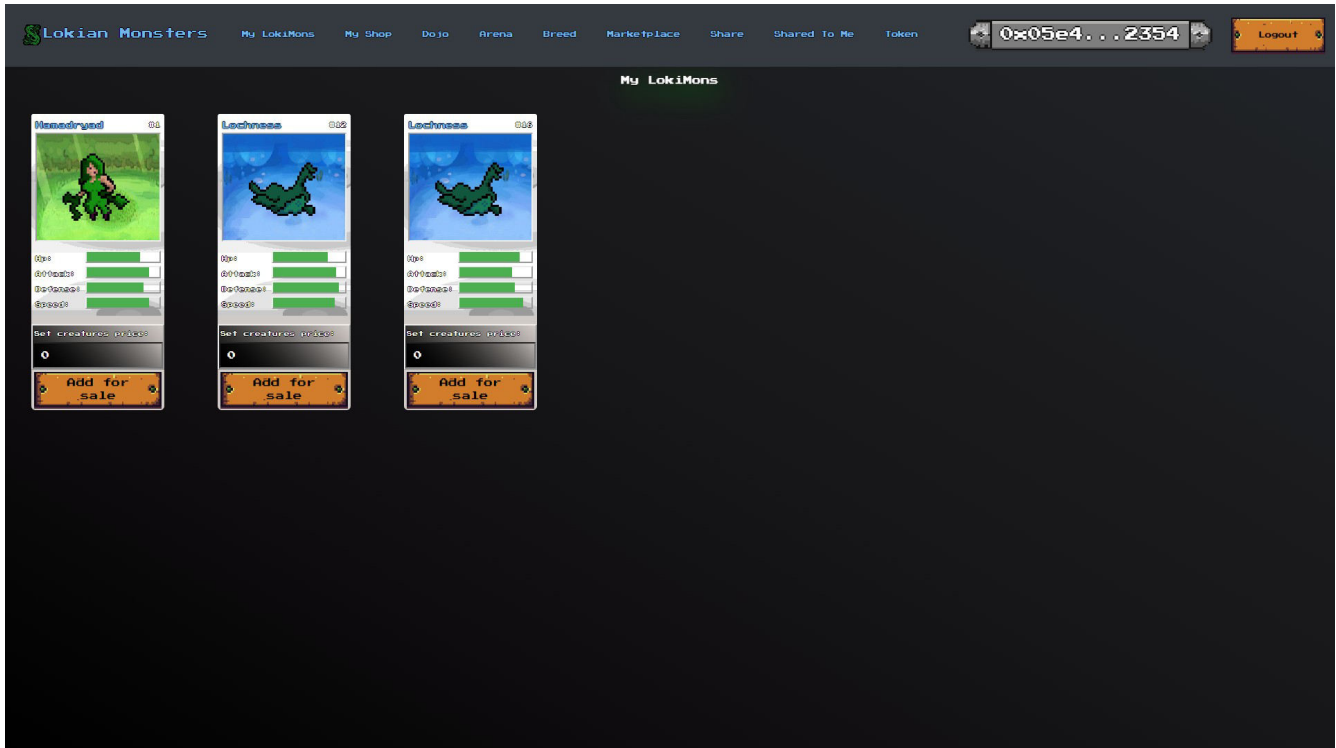 Lokian Monsters My LokiMons My Shop Dojo Arena Breed Marketplace Share Shared To Me Token 0x05e4...2354 Logout
My LokiMons
Hamadryad
Hp:
Attack:
Defense:
Speed:
Set creatures price:
0
Add for
sale
Lochness
Hp:
Attack:
Defense:
Speed:
Set creatures price:
0
Add for
sale
Lochness
Hp:
Attack:
Defense:
Speed:
Set creatures price:
0
Add for
sale